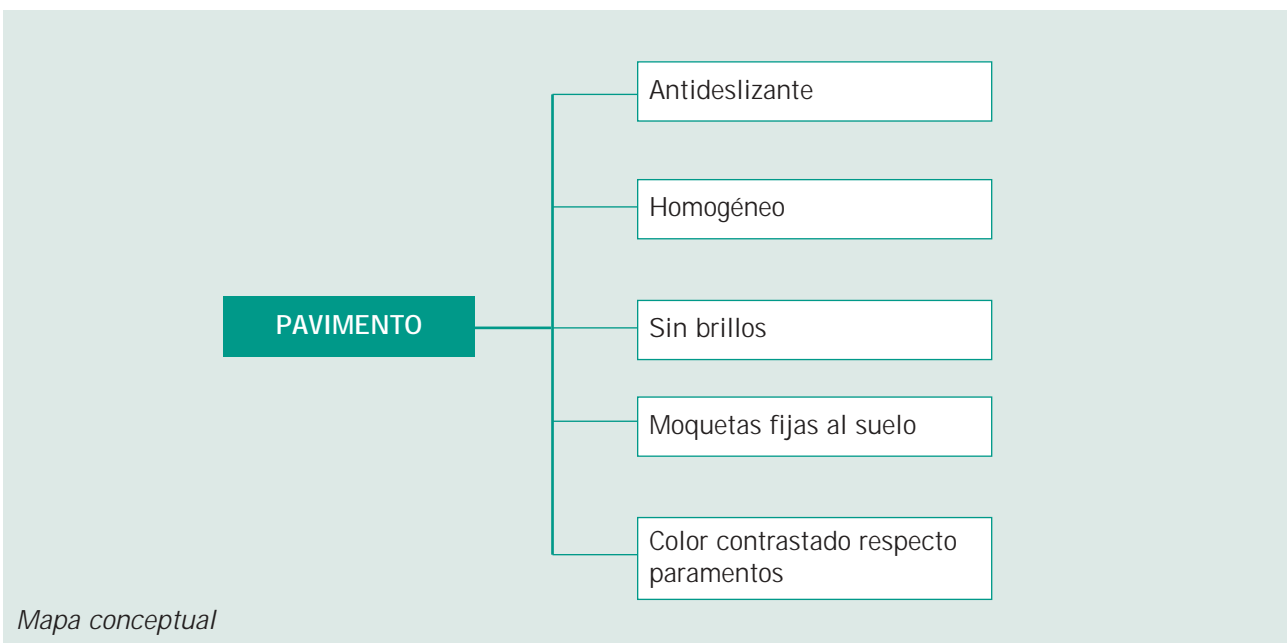 Antideslizante
Homogéneo
PAVIMENTO
Sin brillos
Moquetas fijas al suelo
Color contrastado respecto
paramentos
Mapa conceptual